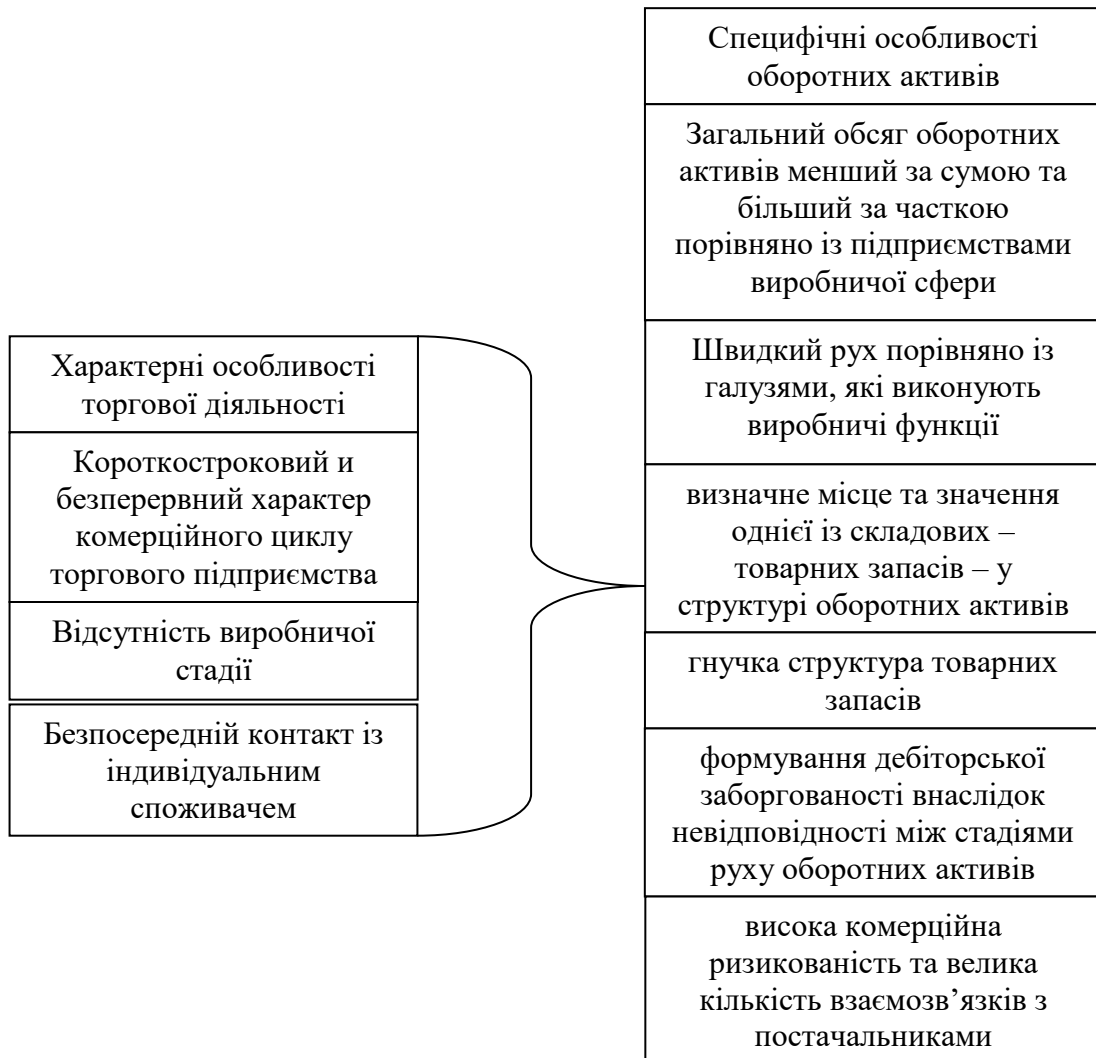 Характерні особливості
торгової діяльності
Короткостроковий и
безперервний характер
комерційного циклу
торгового підприємства
Відсутність виробничої
стадії
Безпосередній контакт із
індивідуальним
споживачем
Специфічні особливості
оборотних активів
Загальний обсяг оборотних
активів менший за сумою та
більший за часткою
порівняно із підприємствами
виробничої сфери
Швидкий рух порівняно із
галузями, які виконують
виробничі функції
визначне місце та значення
однієї із складових –
товарних запасів – у
структурі оборотних активів
гнучка структура товарних
запасів
формування дебіторської
заборгованості внаслідок
невідповідності між стадіями
руху оборотних активів
висока комерційна
ризикованість та велика
кількість взаємозв’язків з
постачальниками